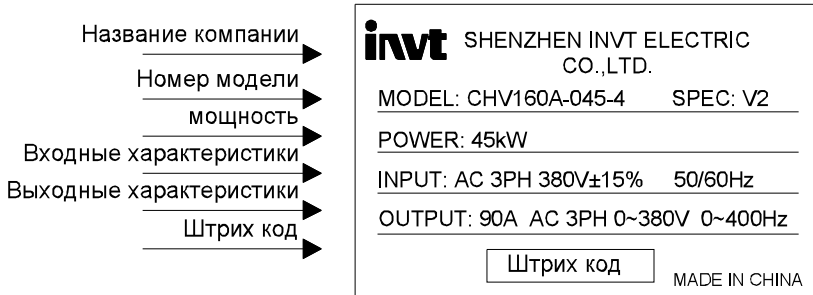 Название компании
Номер модели
мощность
Входные характеристики
Выходные характеристики
Штрих код
invt SHENZHEN INVT ELECTRIC
CO.,LTD.
MODEL: CHV160A-045-4 SPEC: V2
POWER: 45kW
INPUT: AC 3PH 380V±15% 50/60Hz
OUTPUT: 90A AC 3PH 0~380V 0~400Hz
Штрих код
MADE IN CHINA